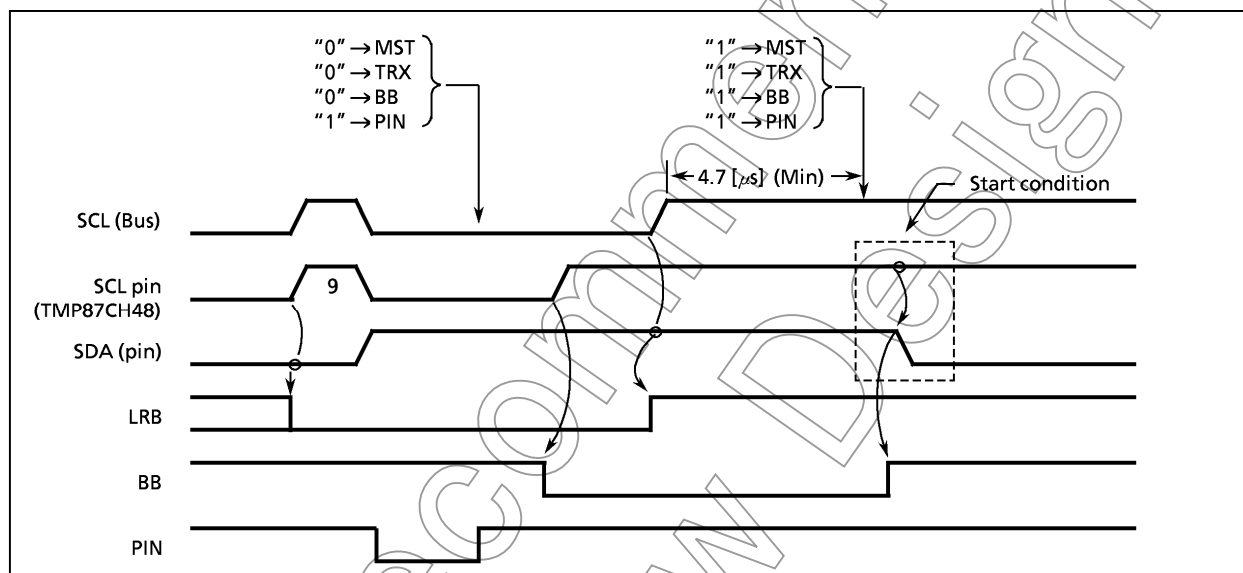 “0” → MST
“0” → TRX
“0” → BB
“1” → PIN
“1” → MST
“1” → TRX
“1” → BB
“1” → PIN
4.7 [μs] (Min)
Start condition
SCL (Bus)
SCL pin
(TMP87CH48)
9
SDA (pin)
LRB
BB
PIN